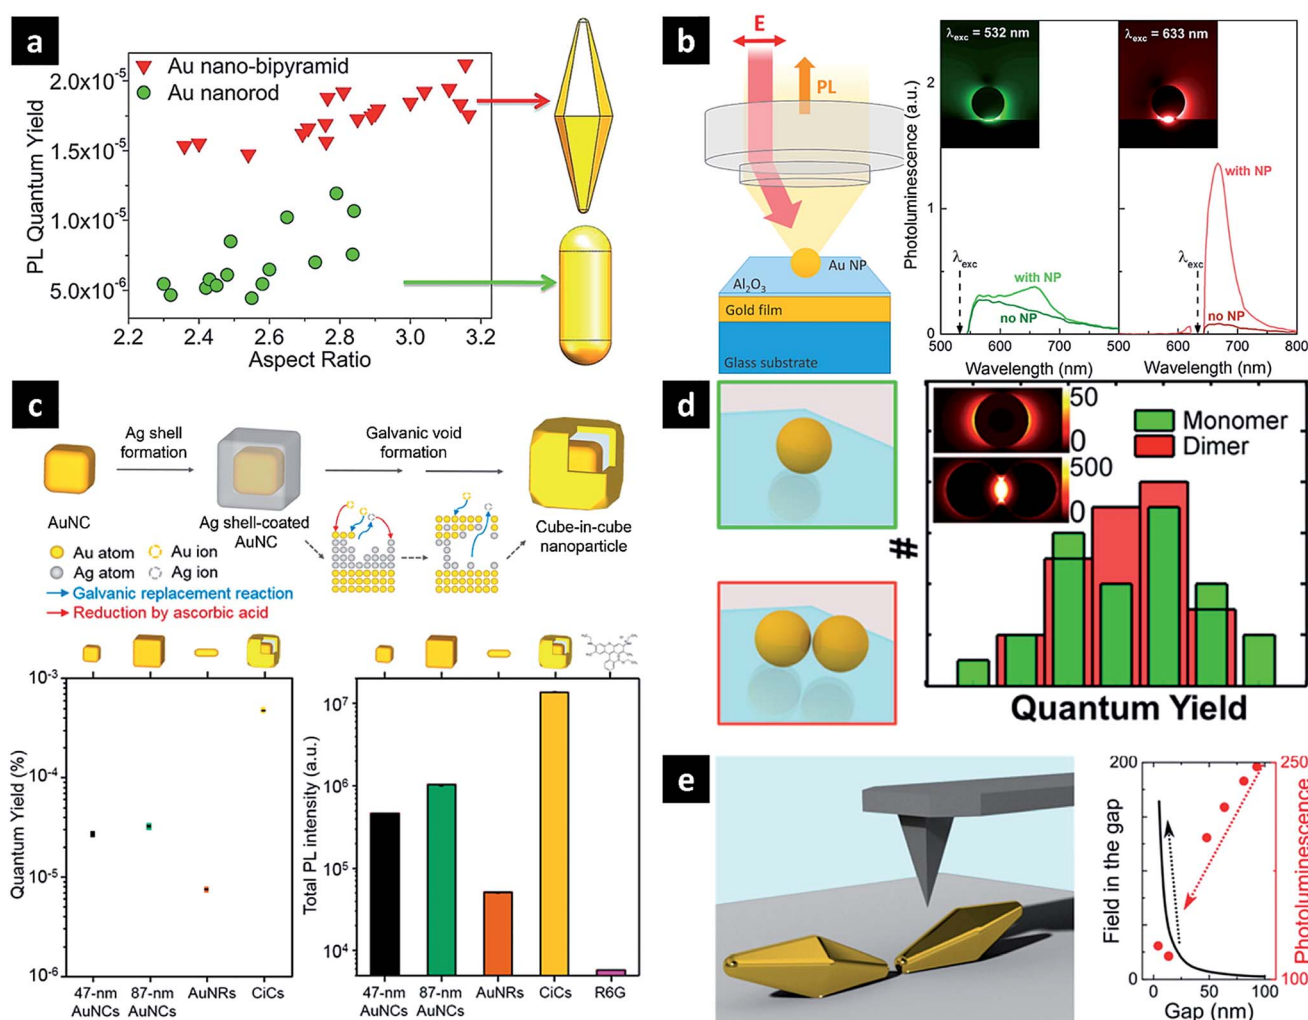 a
2.0x10⁻⁵
1.5x10⁻⁵
1.0x10⁻⁵
5.0x10⁻⁶
PL Quantum Yield
Au nano-bipyramid
Au nanorod
2.2 2.4 2.6 2.8 3.0 3.2
Aspect Ratio
b
E
PL
Au NP
Al₂O₃
Gold film
Glass substrate
Photoluminescence (a.u.)
2
1
0
λexc = 532 nm
λexc = 633 nm
with NP
λexc
λexc
with NP
no NP
no NP
500 600 700 500 600 700 800
Wavelength (nm) Wavelength (nm)
c
Ag shell
formation
Galvanic void
formation
AuNC
Ag shell-coated
AuNC
Cube-in-cube
nanoparticle
Au atom Au ion
Ag atom Ag ion
Galvanic replacement reaction
Reduction by ascorbic acid
Quantum Yield (%)
10⁻³
10⁻⁴
10⁻⁵
10⁻⁶
47-nm
AuNCs
87-nm
AuNCs
AuNRs
CiCs
Total PL intensity (a.u.)
10⁷
10⁶
10⁵
10⁴
47-nm
AuNCs
87-nm
AuNCs
AuNRs
CiCs
R6G
d
#
50
0
500
0
Monomer
Dimer
Quantum Yield
e
Field in the gap
200
0
250
100
Photoluminescence
0 50 100
Gap (nm)